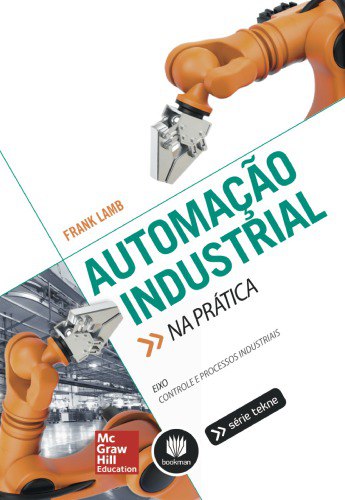 FRANK LAMB
AUTOMAÇÃO
INDUSTRIAL
>> NA PRÁTICA
EIXO
CONTROLE E PROCESSOS INDUSTRIAIS
>> série tekne
Mc
Graw
Hill
Education
bookman